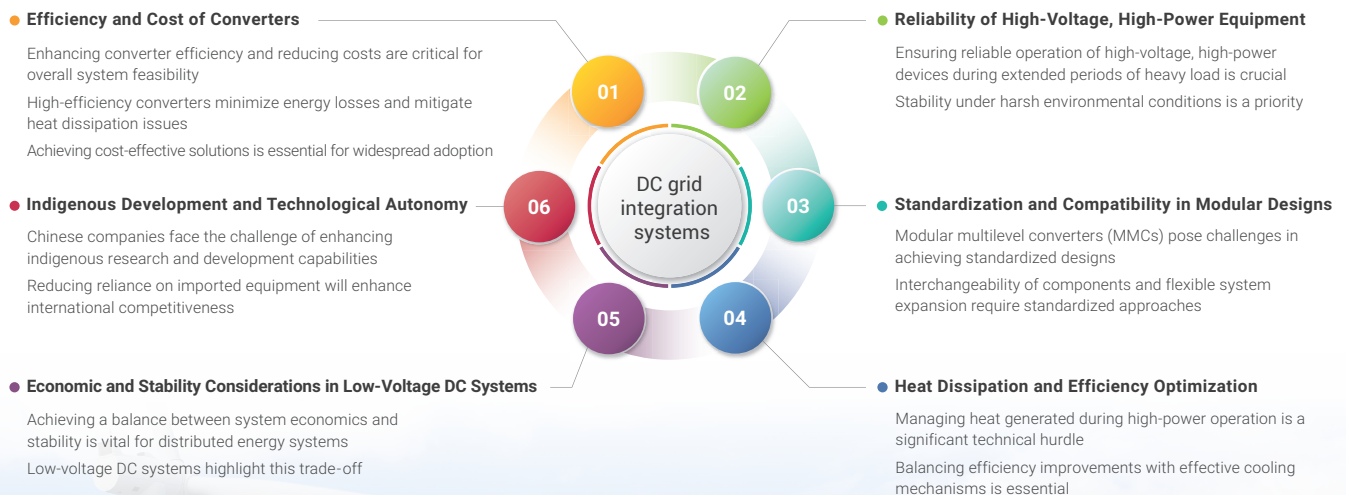 Efficiency and Cost of Converters
Enhancing converter efficiency and reducing costs are critical for
overall system feasibility
High-efficiency converters minimize energy losses and mitigate
heat dissipation issues
Achieving cost-effective solutions is essential for widespread adoption
01
02
Reliability of High-Voltage, High-Power Equipment
Ensuring reliable operation of high-voltage, high-power
devices during extended periods of heavy load is crucial
Stability under harsh environmental conditions is a priority
Indigenous Development and Technological Autonomy
Chinese companies face the challenge of enhancing
indigenous research and development capabilities
Reducing reliance on imported equipment will enhance
international competitiveness
06
DC grid
integration
systems
03
Standardization and Compatibility in Modular Designs
Modular multilevel converters (MMCs) pose challenges in
achieving standardized designs
Interchangeability of components and flexible system
expansion require standardized approaches
05
04
Economic and Stability Considerations in Low-Voltage DC Systems
Achieving a balance between system economics and
stability is vital for distributed energy systems
Low-voltage DC systems highlight this trade-off
Heat Dissipation and Efficiency Optimization
Managing heat generated during high-power operation is a
significant technical hurdle
Balancing efficiency improvements with effective cooling
mechanisms is essential